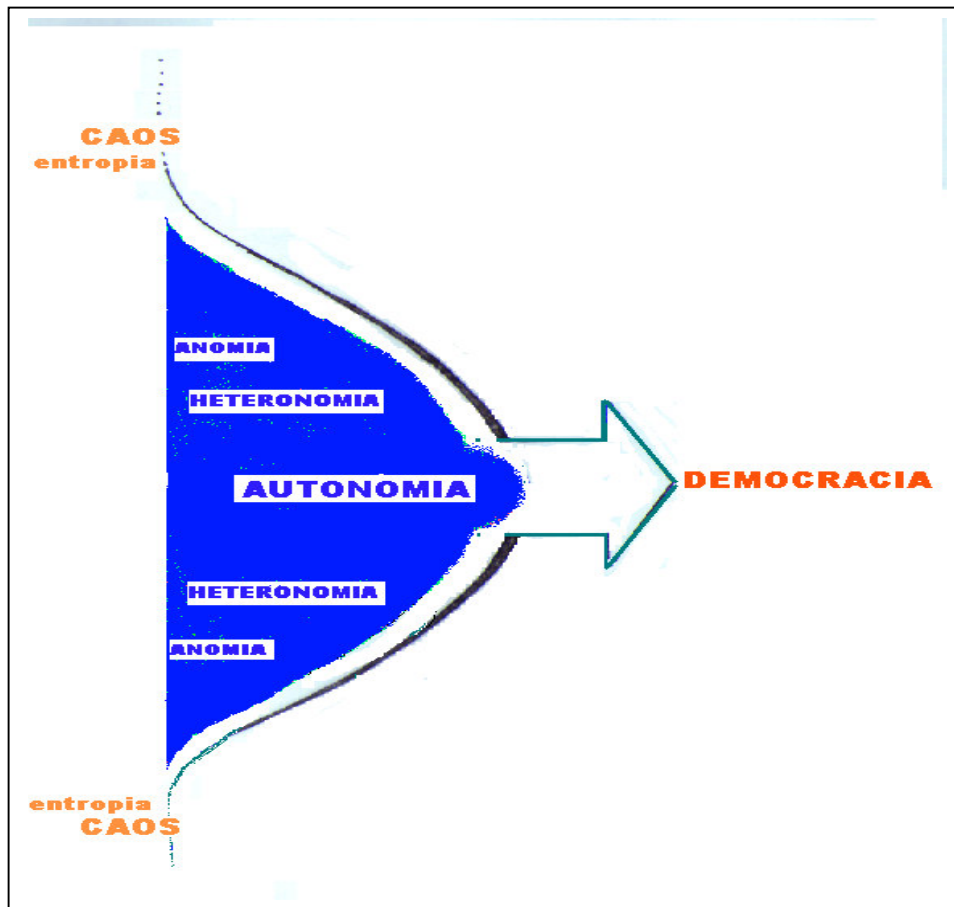 CAOS
entropia
ANOMIA
HETERONOMIA
AUTONOMIA
DEMOCRACIA
HETERONOMIA
ANOMIA
entropia
CAOS